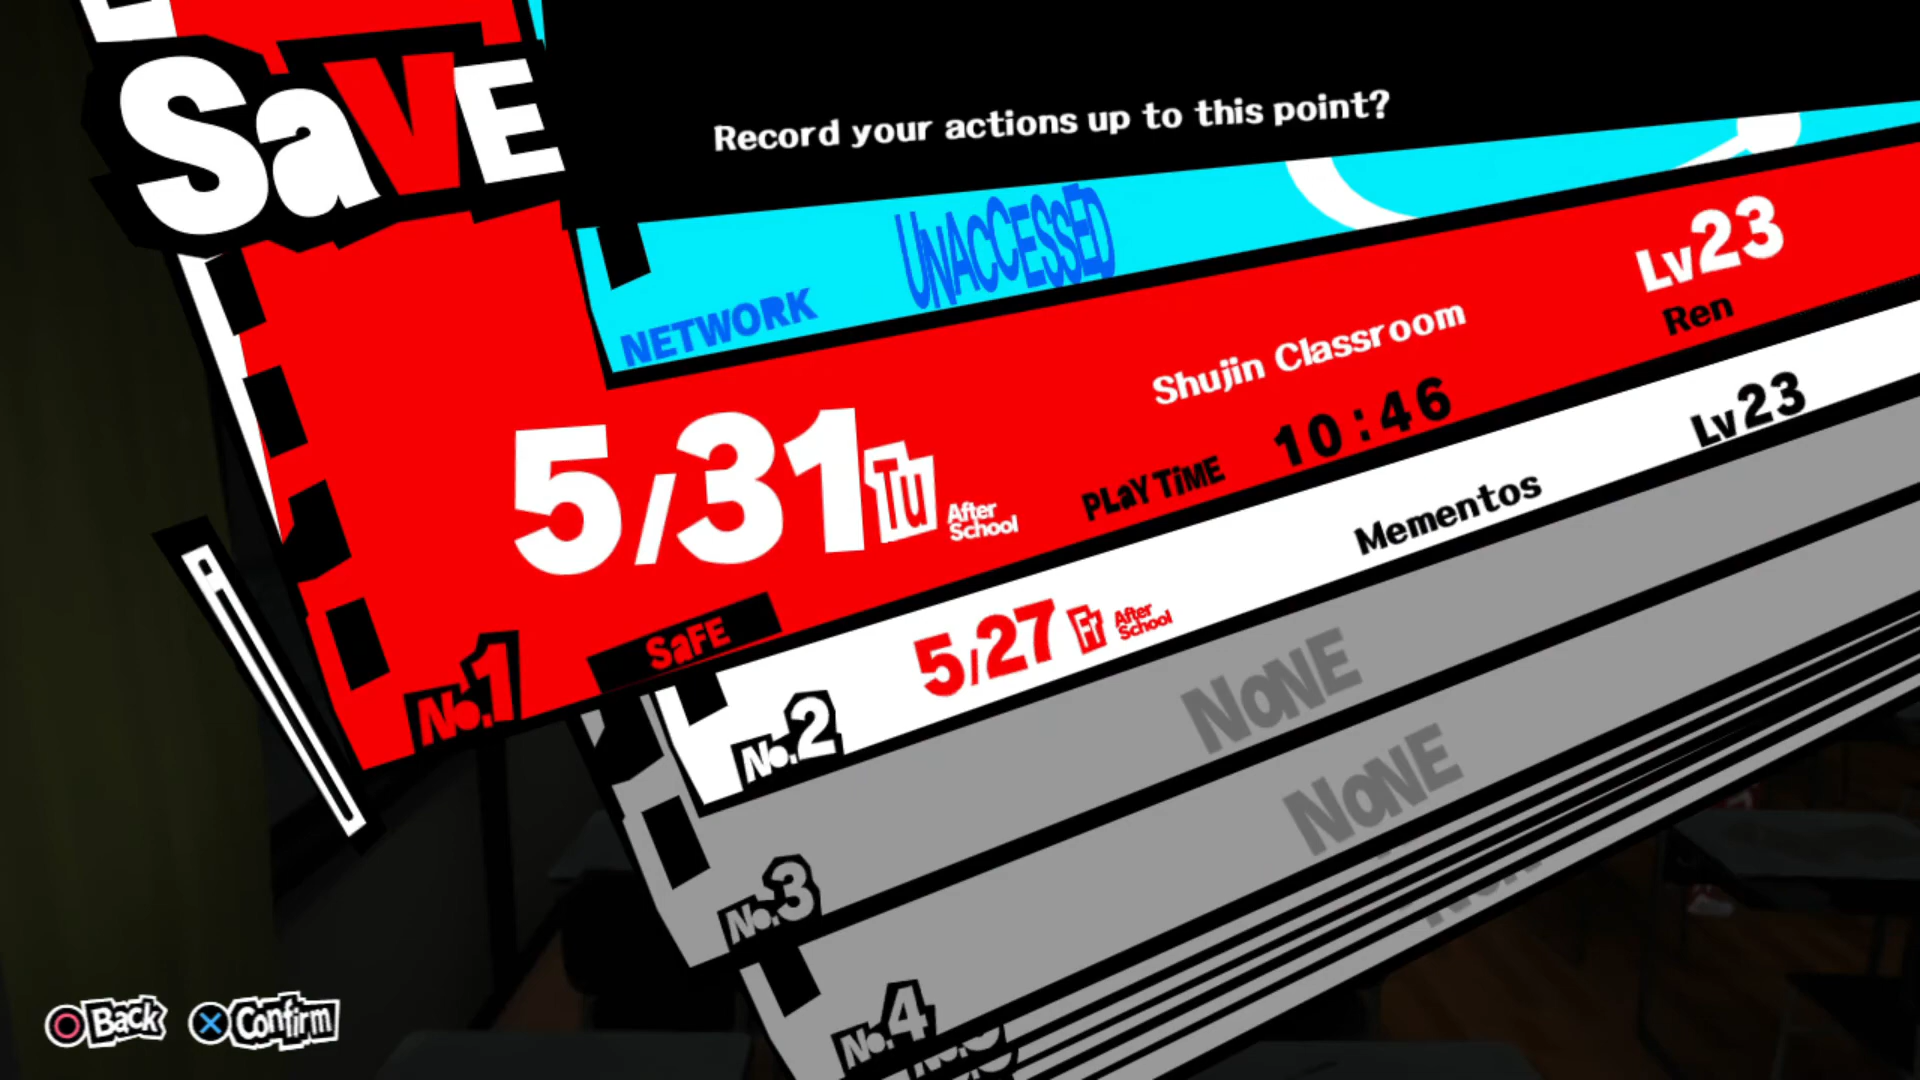 SaVE
Record your actions up to this point?
NETWORK UNACCESSED
Lv23
Ren
Shujin Classroom
5/31 Tu After School
PLaY TiME 10:46
No.1 SaFE
No.2 5/27 Fr After School Mementos Lv23
No.3 NoNE
No.4 NoNE
Back Confirm